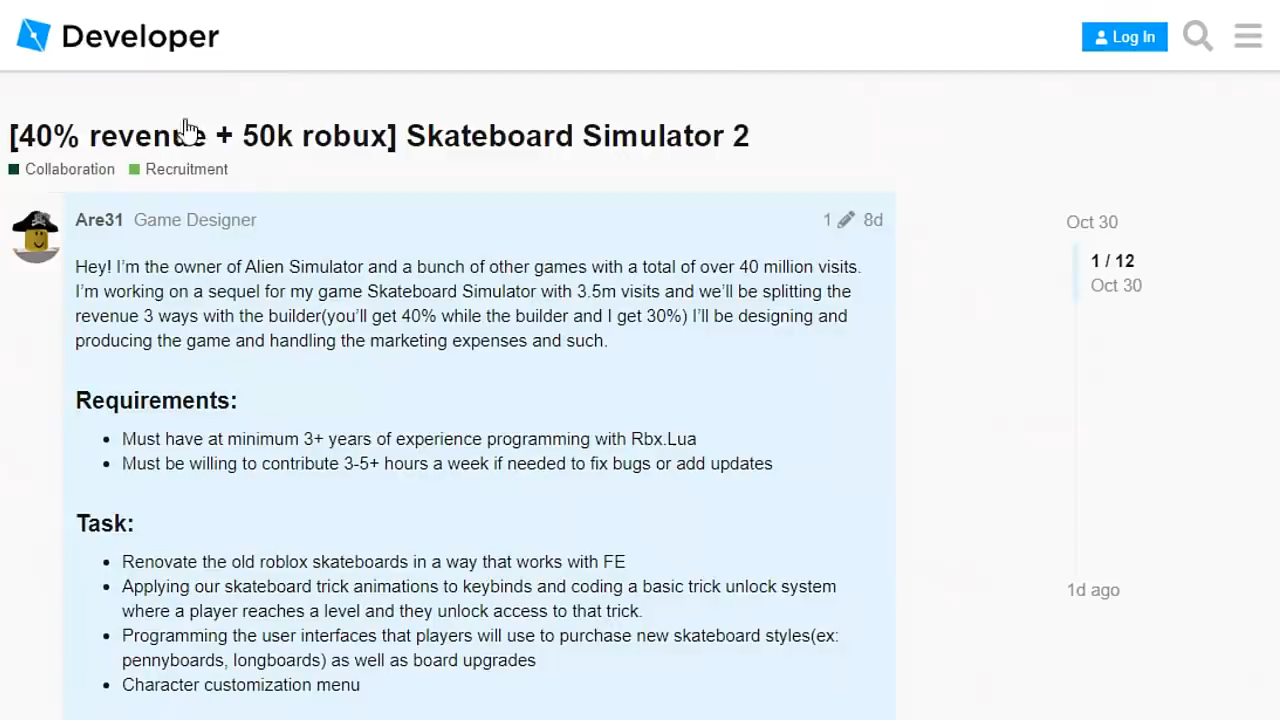 Developer
Log In
[40% revenue + 50k robux] Skateboard Simulator 2
Collaboration Recruitment
Are31 Game Designer 1 8d
Hey! I'm the owner of Alien Simulator and a bunch of other games with a total of over 40 million visits.
I'm working on a sequel for my game Skateboard Simulator with 3.5m visits and we'll be splitting the
revenue 3 ways with the builder(you'll get 40% while the builder and I get 30%) I'll be designing and
producing the game and handling the marketing expenses and such.
Requirements:
• Must have at minimum 3+ years of experience programming with Rbx.Lua
• Must be willing to contribute 3-5+ hours a week if needed to fix bugs or add updates
Task:
• Renovate the old roblox skateboards in a way that works with FE
• Applying our skateboard trick animations to keybinds and coding a basic trick unlock system
where a player reaches a level and they unlock access to that trick.
• Programming the user interfaces that players will use to purchase new skateboard styles(ex:
pennyboards, longboards) as well as board upgrades
• Character customization menu
Oct 30
1 / 12
Oct 30
1d ago